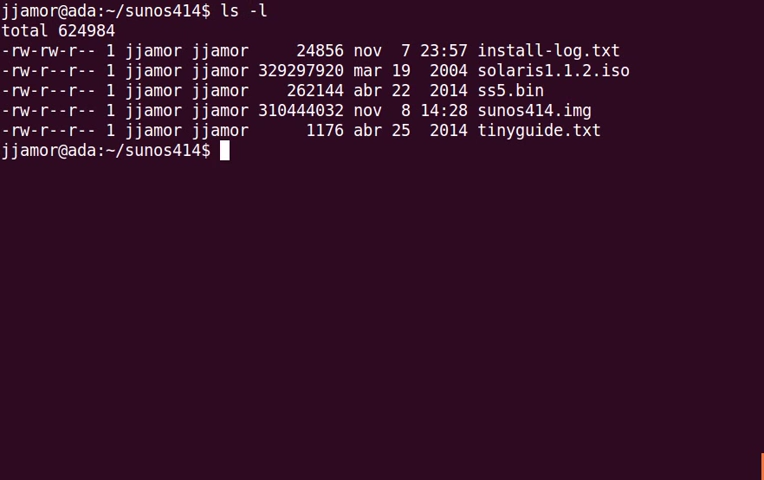 jjamor@ada:~/sunos414$ ls -l
total 624984
-rw-rw-r-- 1 jjamor jjamor     24856 nov  7 23:57 install-log.txt
-rw-r--r-- 1 jjamor jjamor 329297920 mar 19  2004 solaris1.1.2.iso
-rw-r--r-- 1 jjamor jjamor    262144 abr 22  2014 ss5.bin
-rw-r--r-- 1 jjamor jjamor 310444032 nov  8 14:28 sunos414.img
-rw-r--r-- 1 jjamor jjamor      1176 abr 25  2014 tinyguide.txt
jjamor@ada:~/sunos414$